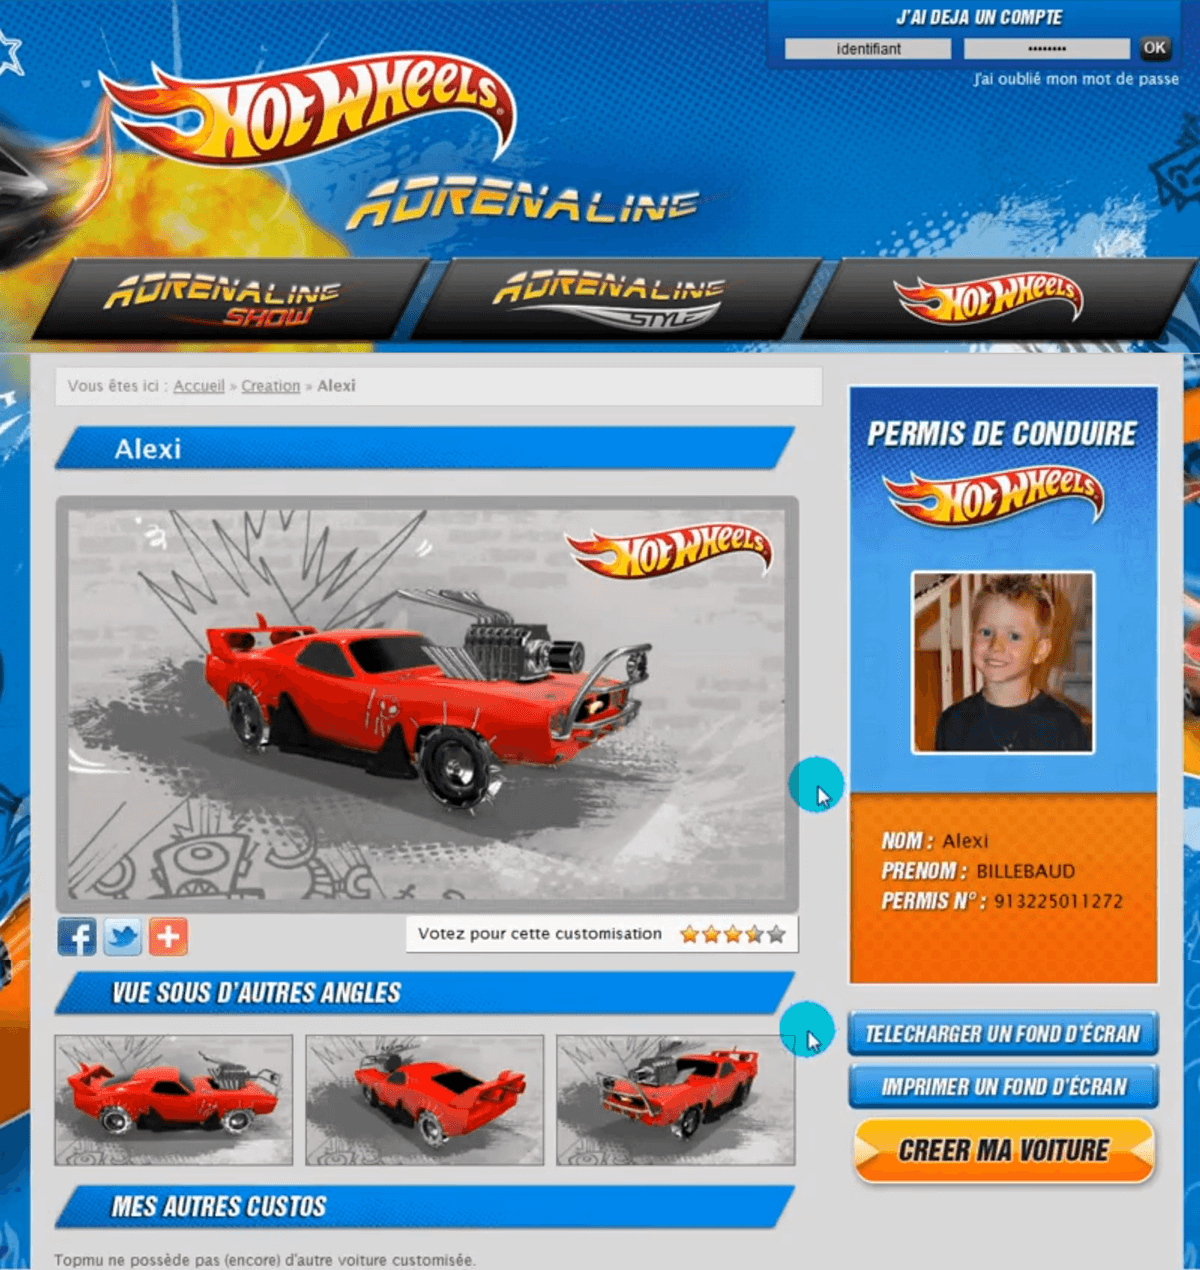 J'AI DEJA UN COMPTE
identifiant
OK
J'ai oublié mon mot de passe
HOT WHEELS
ADRENALINE
ADRENALINE SHOW
ADRENALINE STYLE
HOT WHEELS
Vous êtes ici : Accueil » Creation » Alexi
Alexi
HOT WHEELS
Votez pour cette customisation
VUE SOUS D'AUTRES ANGLES
MES AUTRES CUSTOS
Topmu ne possède pas (encore) d'autre voiture customisée.
PERMIS DE CONDUIRE
HOT WHEELS
NOM : Alexi
PRENOM : BILLEBAUD
PERMIS N° : 913225011272
TELECHARGER UN FOND D'ÉCRAN
IMPRIMER UN FOND D'ÉCRAN
CREER MA VOITURE